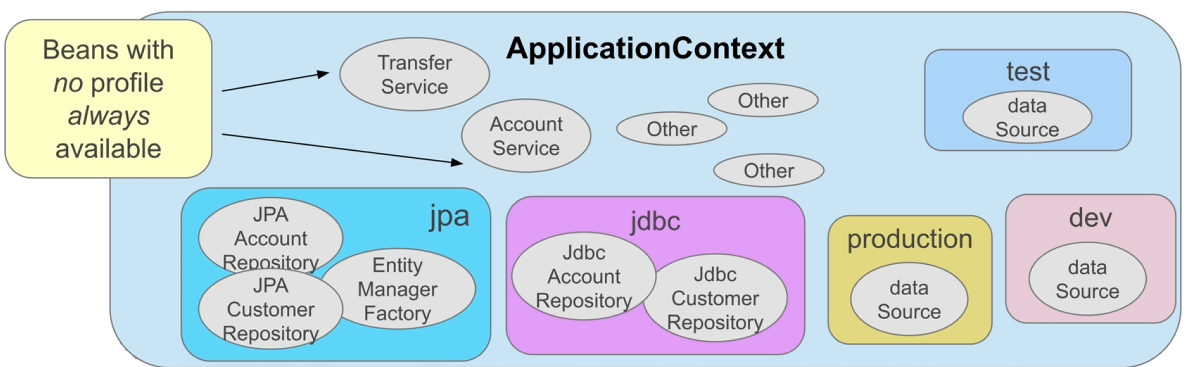 Beans with
no profile
always
available
ApplicationContext
Transfer
Service
Account
Service
Other
Other
Other
test
data
Source
jpa
JPA
Account
Repository
JPA
Customer
Repository
Entity
Manager
Factory
jdbc
Jdbc
Account
Repository
Jdbc
Customer
Repository
production
data
Source
dev
data
Source